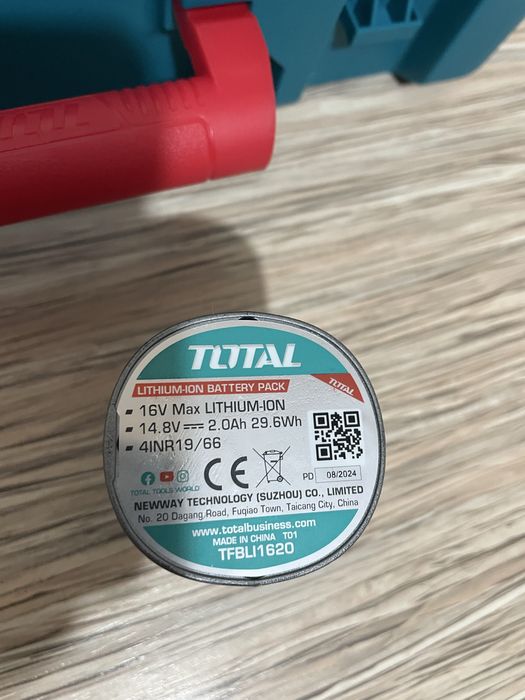 TOTAL
LITHIUM-ION BATTERY PACK
TOTAL
- 16V Max LITHIUM-ION
- 14.8V ⎓ 2.0Ah 29.6Wh
- 4INR19/66
CE
PD 08/2024
TOTAL TOOLS WORLD
NEWWAY TECHNOLOGY (SUZHOU) CO., LIMITED
No. 20 Dagang Road, Fuqiao Town, Taicang City, China
www.totalbusiness.com
MADE IN CHINA T01
TFBLI1620